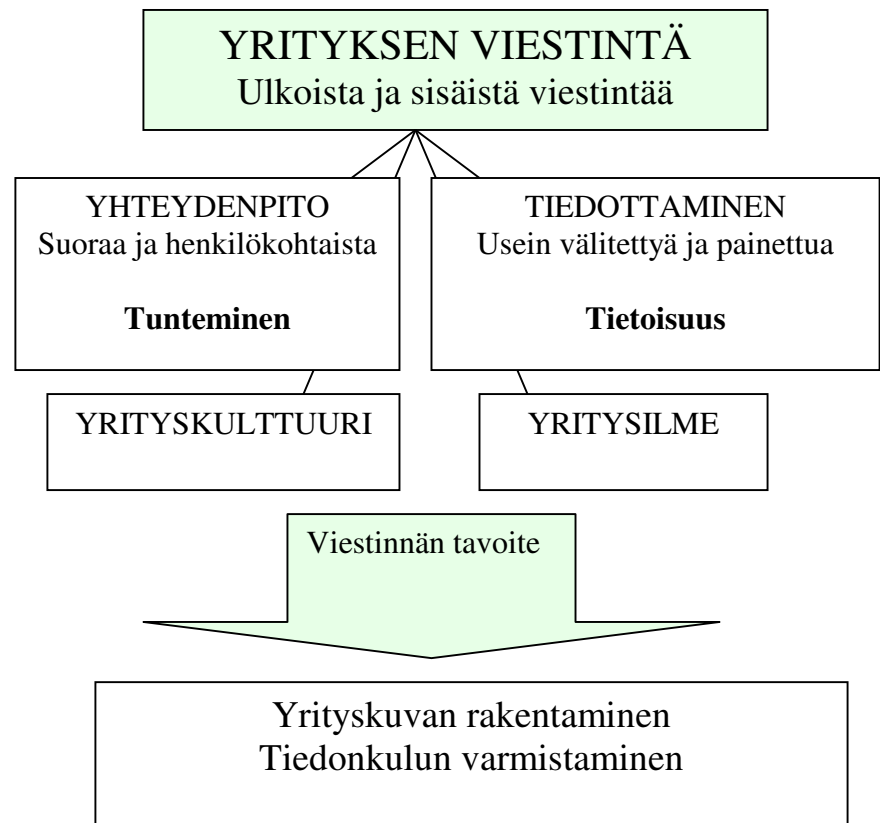 YRITYKSEN VIESTINTÄ
Ulkoista ja sisäistä viestintää
YHTEYDENPITO
Suoraa ja henkilökohtaista
Tunteminen
TIEDOTTAMINEN
Usein välitettyä ja painettua
Tietoisuus
YRITYSKULTTUURI
YRITYSILME
Viestinnän tavoite
Yrityskuvan rakentaminen
Tiedonkulun varmistaminen